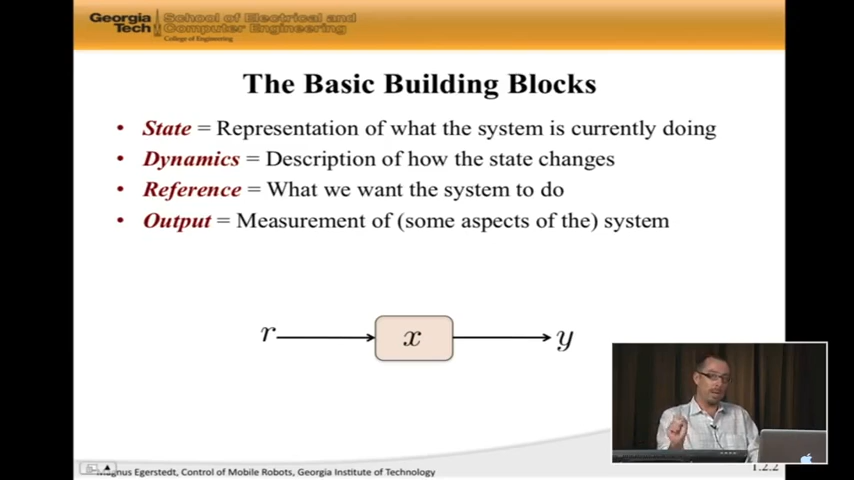 Georgia Tech
School of Electrical and Computer Engineering
College of Engineering
The Basic Building Blocks
• State = Representation of what the system is currently doing
• Dynamics = Description of how the state changes
• Reference = What we want the system to do
• Output = Measurement of (some aspects of the) system
r x y
Magnus Egerstedt, Control of Mobile Robots, Georgia Institute of Technology
1.2.2